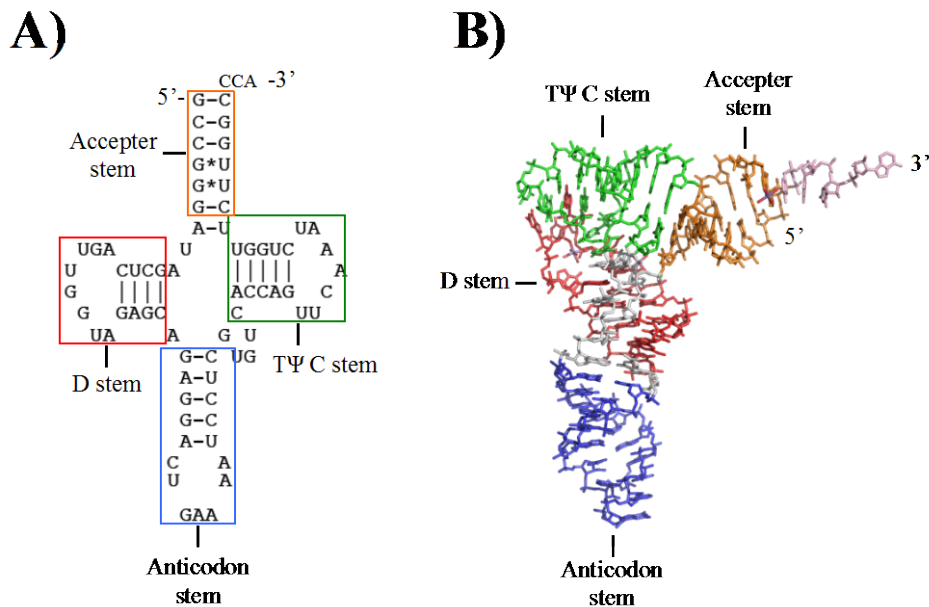 A)
CCA -3'
5'- G-C
C-G
Accepter
stem
C-G
G*U
G*U
G-C
A-U
U
UGA
CUCGA
U
G
G
UA
GAGC
A
D stem
UA
UGGUC
A
A
ACCAG
C
UU
C
G U
UG
TΨ C stem
G-C
A-U
G-C
G-C
A-U
C A
U A
GAA
Anticodon
stem
B)
TΨ C stem
Accepter
stem
3'
5'
D stem
Anticodon
stem